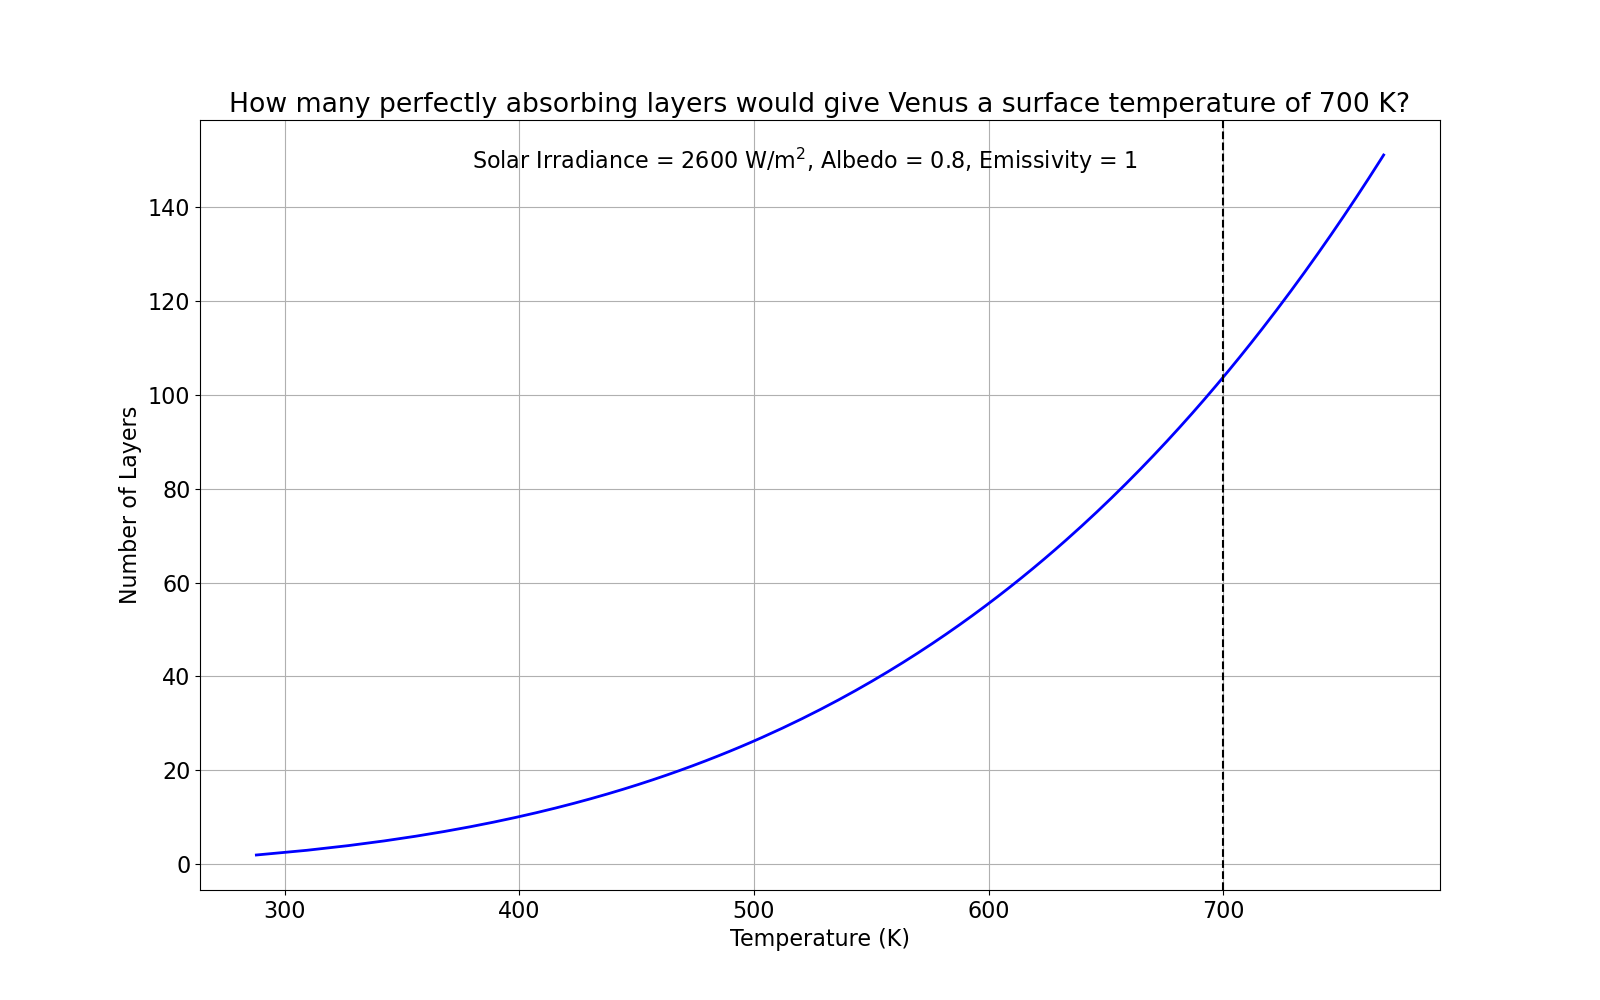 How many perfectly absorbing layers would give Venus a surface temperature of 700 K?
Solar Irradiance = 2600 W/m², Albedo = 0.8, Emissivity = 1
140
120
100
80
60
40
20
0
Number of Layers
300 400 500 600 700
Temperature (K)